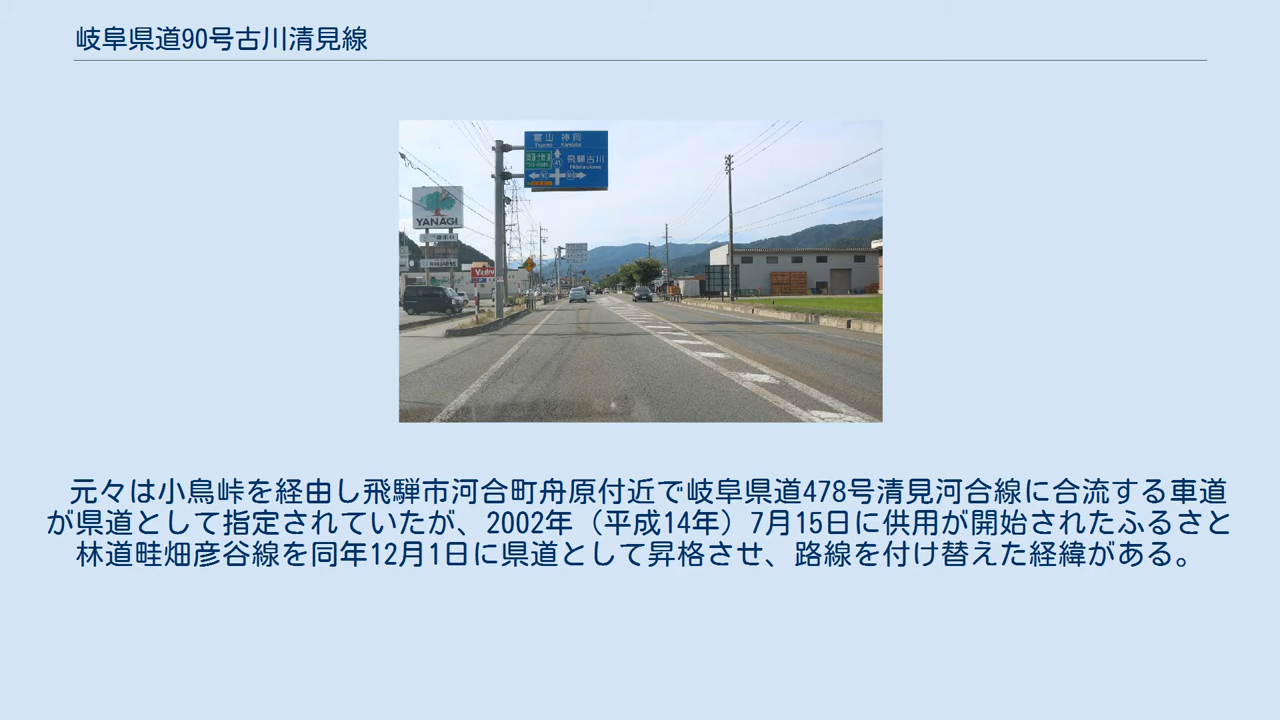 岐阜県道90号古川清見線
富山 神岡
Toyama Kamioka
飛騨古川
Hidafurukawa
41
YANAGI
元々は小鳥峠を経由し飛騨市河合町舟原付近で岐阜県道478号清見河合線に合流する車道
が県道として指定されていたが、2002年（平成14年）7月15日に供用が開始されたふるさと
林道畦畑彦谷線を同年12月1日に県道として昇格させ、路線を付け替えた経緯がある。